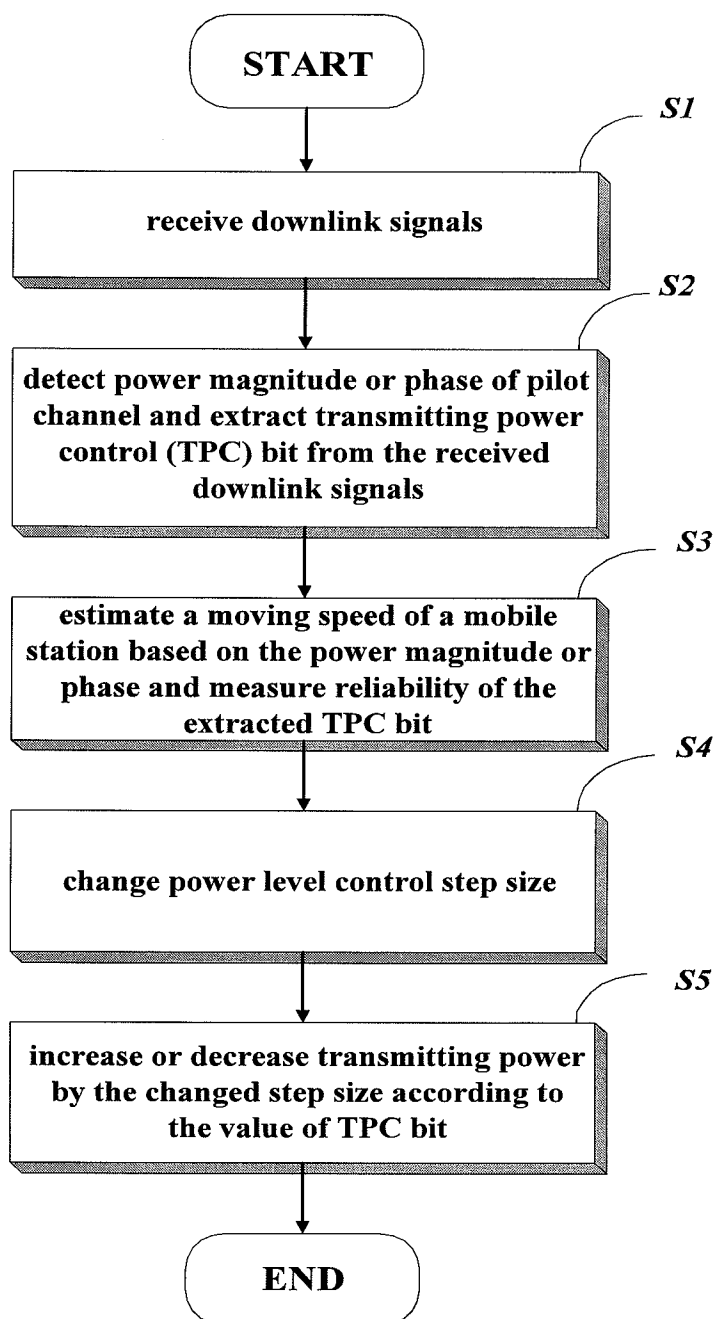 START
S1
receive downlink signals
S2
detect power magnitude or phase of pilot
channel and extract transmitting power
control (TPC) bit from the received
downlink signals
S3
estimate a moving speed of a mobile
station based on the power magnitude or
phase and measure reliability of the
extracted TPC bit
S4
change power level control step size
S5
increase or decrease transmitting power
by the changed step size according to
the value of TPC bit
END